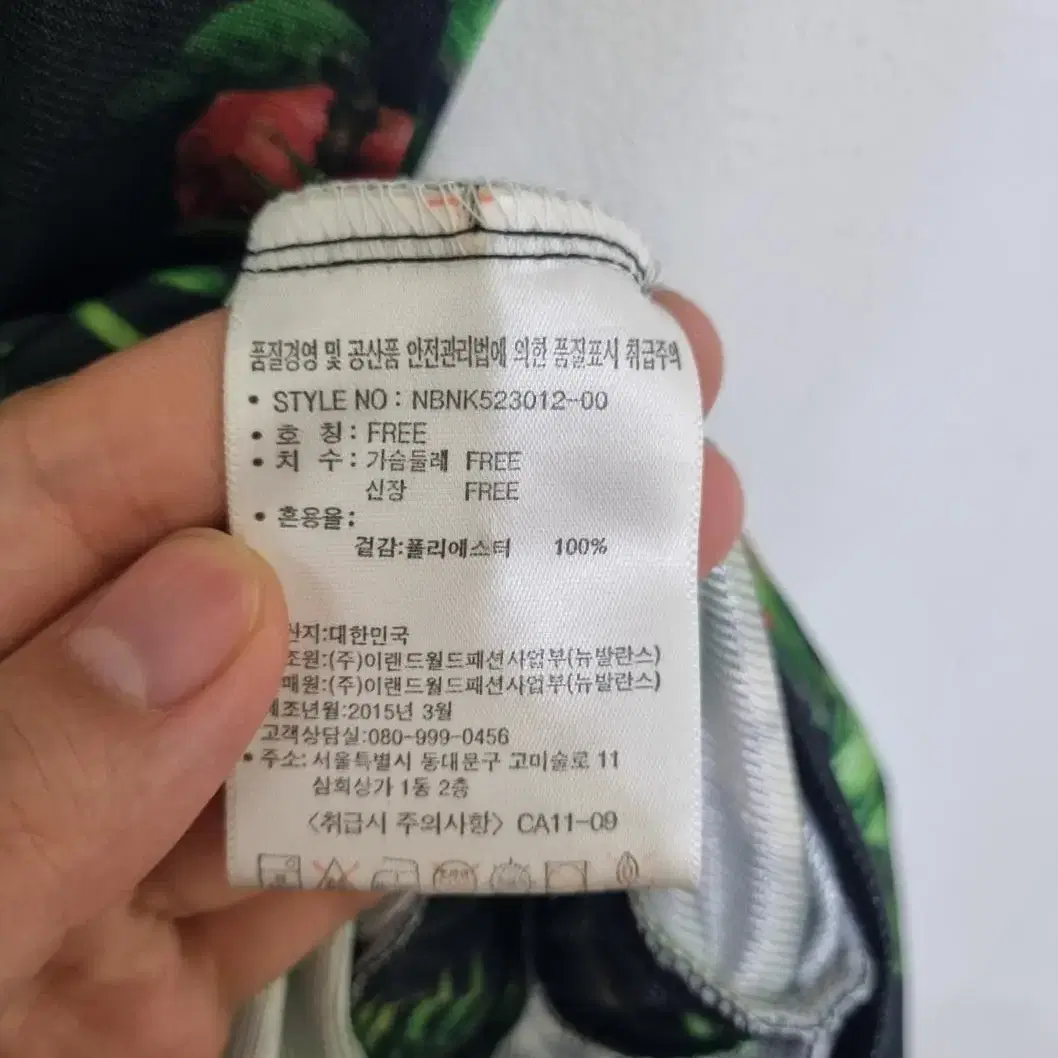 품질경영 및 공산품 안전관리법에 의한 품질표시 취급주의
• STYLE NO : NBNK523012-00
• 호 칭 : FREE
• 치 수 : 가슴둘레 FREE
신장 FREE
• 혼용율:
겉감:폴리에스터 100%
산지:대한민국
조원:(주)이랜드월드패션사업부(뉴발란스)
매원:(주)이랜드월드패션사업부(뉴발란스)
제조년월:2015년 3월
고객상담실:080-999-0456
• 주소: 서울특별시 동대문구 고미술로 11
삼희상가 1동 2층
〈취급시 주의사항〉 CA11-09